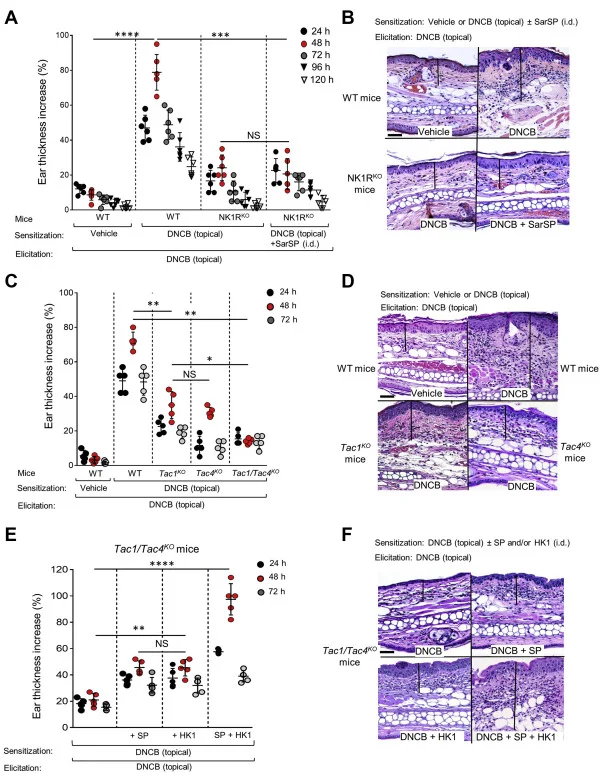 A
Ear thickness increase (%)
100
80
60
40
20
0
****
***
NS
24 h
48 h
72 h
96 h
120 h
Mice WT WT NK1RKO NK1RKO
Sensitization: Vehicle DNCB (topical) DNCB (topical)
+SarSP (i.d.)
Elicitation: DNCB (topical)
B
Sensitization: Vehicle or DNCB (topical) ± SarSP (i.d.)
Elicitation: DNCB (topical)
WT mice
Vehicle DNCB
NK1RKO
mice
DNCB DNCB + SarSP
C
Ear thickness increase (%)
100
80
60
40
20
0
**
**
*
NS
24 h
48 h
72 h
Mice WT WT Tac1KO Tac4KO Tac1/Tac4KO
Sensitization: Vehicle DNCB (topical)
Elicitation: DNCB (topical)
D
Sensitization: Vehicle or DNCB (topical)
Elicitation: DNCB (topical)
WT mice WT mice
Vehicle DNCB
Tac1KO
mice
Tac4KO
mice
DNCB DNCB
E
Tac1/Tac4KO mice
Ear thickness increase (%)
120
100
80
60
40
20
0
****
**
NS
24 h
48 h
72 h
+ SP + HK1 SP + HK1
Sensitization: DNCB (topical)
Elicitation: DNCB (topical)
F
Sensitization: DNCB (topical) ± SP and/or HK1 (i.d.)
Elicitation: DNCB (topical)
Tac1/Tac4KO
mice
DNCB DNCB + SP
DNCB + HK1 DNCB + SP + HK1